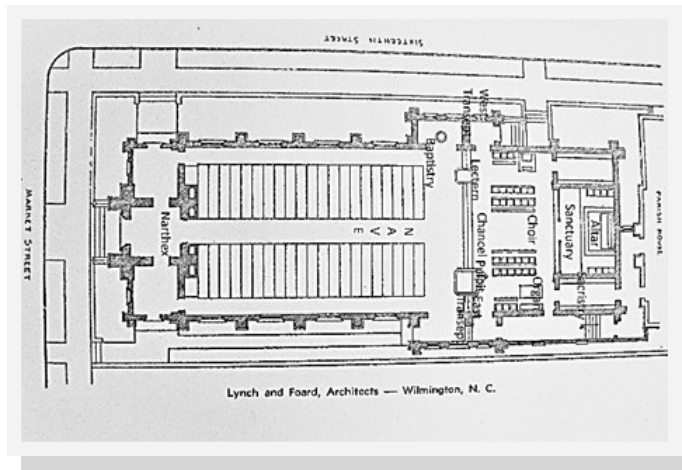 SIXTEENTH STREET
MARKET STREET
PARISH HOUSE
West
Transept
Baptistry
Lectern
Chancel
Pulpit
East
Transept
Choir
Organ
Sanctuary
Altar
Sacristy
NAVE
Narthex
Lynch and Foard, Architects — Wilmington, N. C.